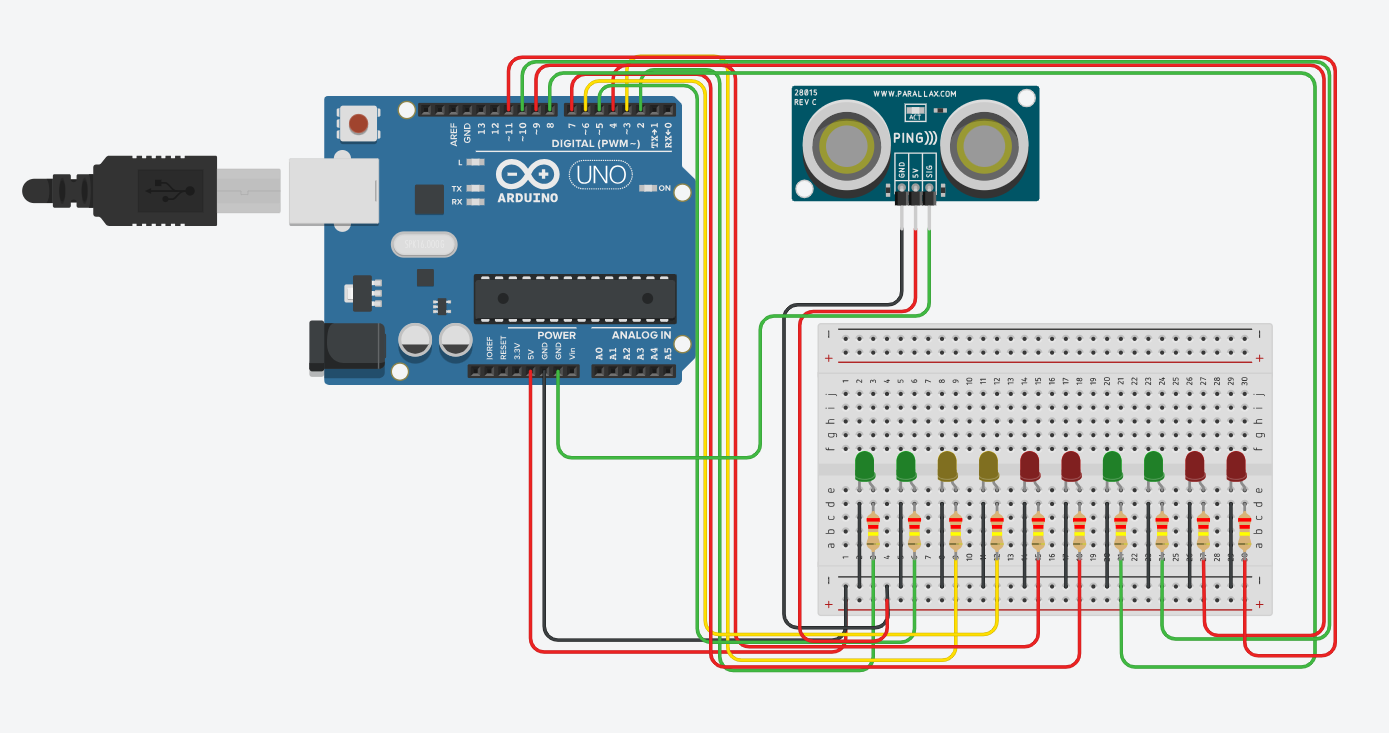 28015
REV C
WWW.PARALLAX.COM
ACT
PING)))
GND
5V
SIG
AREF
GND
13
12
~11
~10
~9
8
7
~6
~5
4
~3
2
TX→1
RX←0
DIGITAL (PWM~)
L
TX
RX
ARDUINO
UNO
ON
POWER
ANALOG IN
IOREF
RESET
3.3V
5V
GND
GND
Vin
A0
A1
A2
A3
A4
A5
1 2 3 4 5 6 7 8 9 10 11 12 13 14 15 16 17 18 19 20 21 22 23 24 25 26 27 28 29 30
j
i
h
g
f
e
d
c
b
a